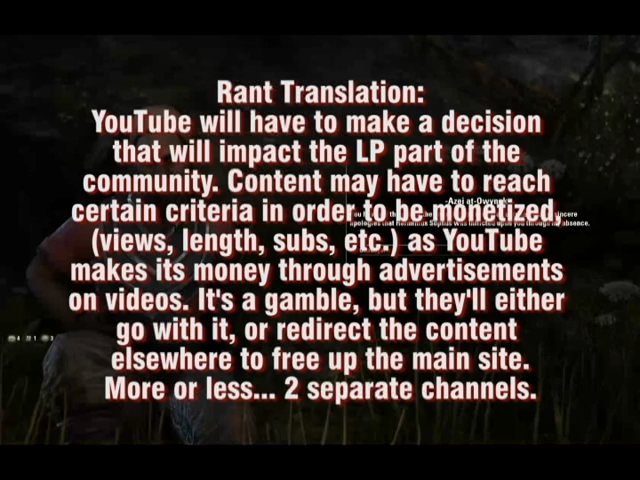 Rant Translation:
YouTube will have to make a decision
that will impact the LP part of the
community. Content may have to reach
certain criteria in order to be monetized
(views, length, subs, etc.) as YouTube
makes its money through advertisements
on videos. It's a gamble, but they'll either
go with it, or redirect the content
elsewhere to free up the main site.
More or less... 2 separate channels.
sincere
absence.